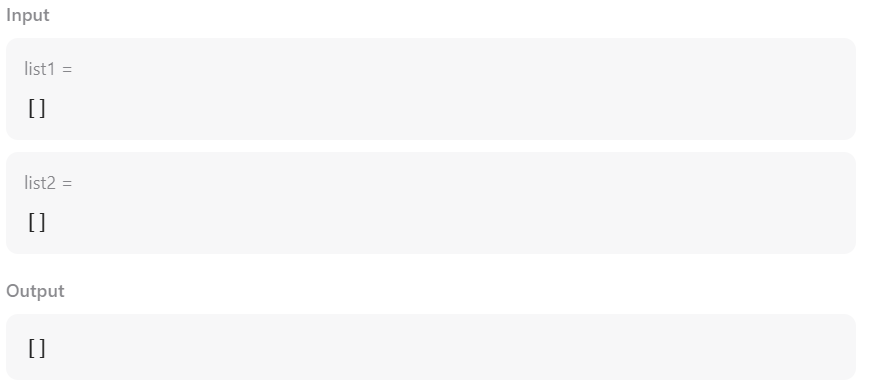 Input
list1 =
[]
list2 =
[]
Output
[]